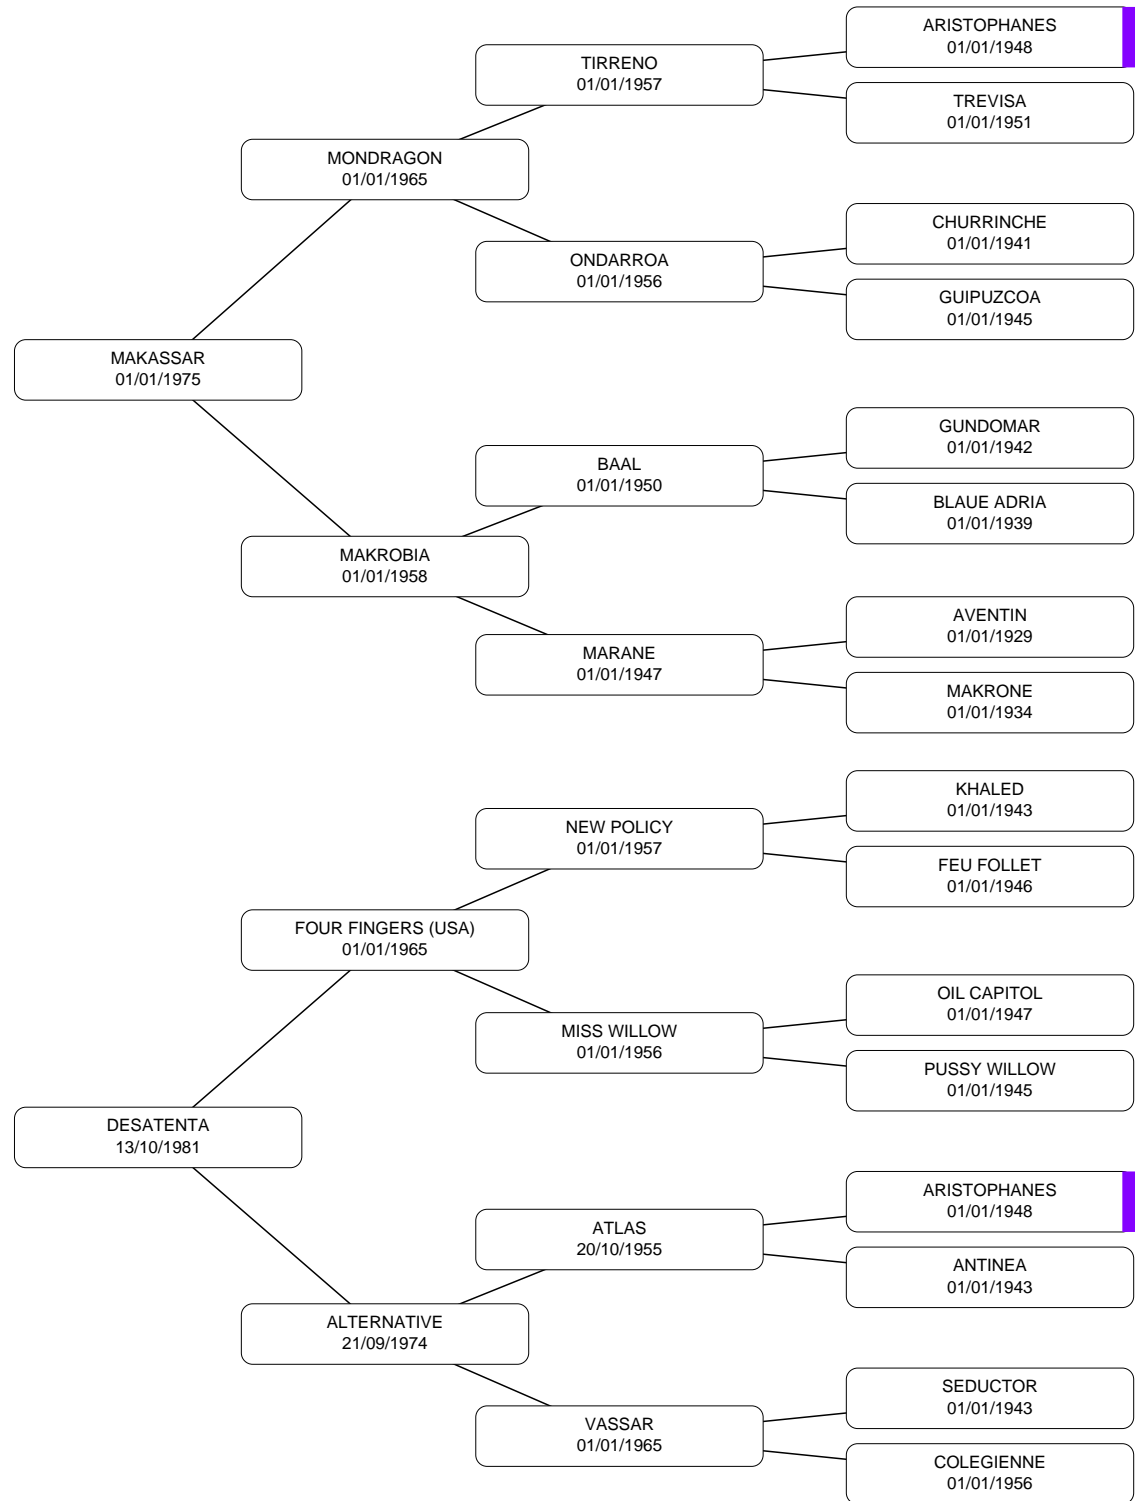 ARISTOPHANES
01/01/1948
TIRRENO
01/01/1957
TREVISA
01/01/1951
MONDRAGON
01/01/1965
CHURRINCHE
01/01/1941
ONDARROA
01/01/1956
GUIPUZCOA
01/01/1945
MAKASSAR
01/01/1975
GUNDOMAR
01/01/1942
BAAL
01/01/1950
BLAUE ADRIA
01/01/1939
MAKROBIA
01/01/1958
AVENTIN
01/01/1929
MARANE
01/01/1947
MAKRONE
01/01/1934
KHALED
01/01/1943
NEW POLICY
01/01/1957
FEU FOLLET
01/01/1946
FOUR FINGERS (USA)
01/01/1965
OIL CAPITOL
01/01/1947
MISS WILLOW
01/01/1956
PUSSY WILLOW
01/01/1945
DESATENTA
13/10/1981
ARISTOPHANES
01/01/1948
ATLAS
20/10/1955
ANTINEA
01/01/1943
ALTERNATIVE
21/09/1974
SEDUCTOR
01/01/1943
VASSAR
01/01/1965
COLEGIENNE
01/01/1956